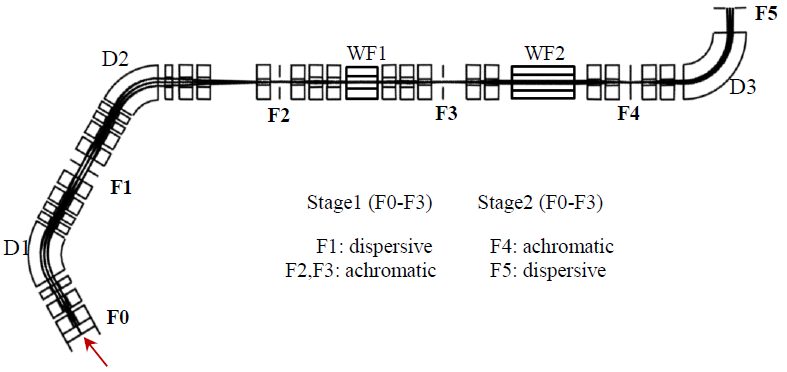 F5
D2
WF1
WF2
D3
F2
F3
F4
F1
Stage1 (F0-F3)
Stage2 (F0-F3)
D1
F1: dispersive
F4: achromatic
F2,F3: achromatic
F5: dispersive
F0